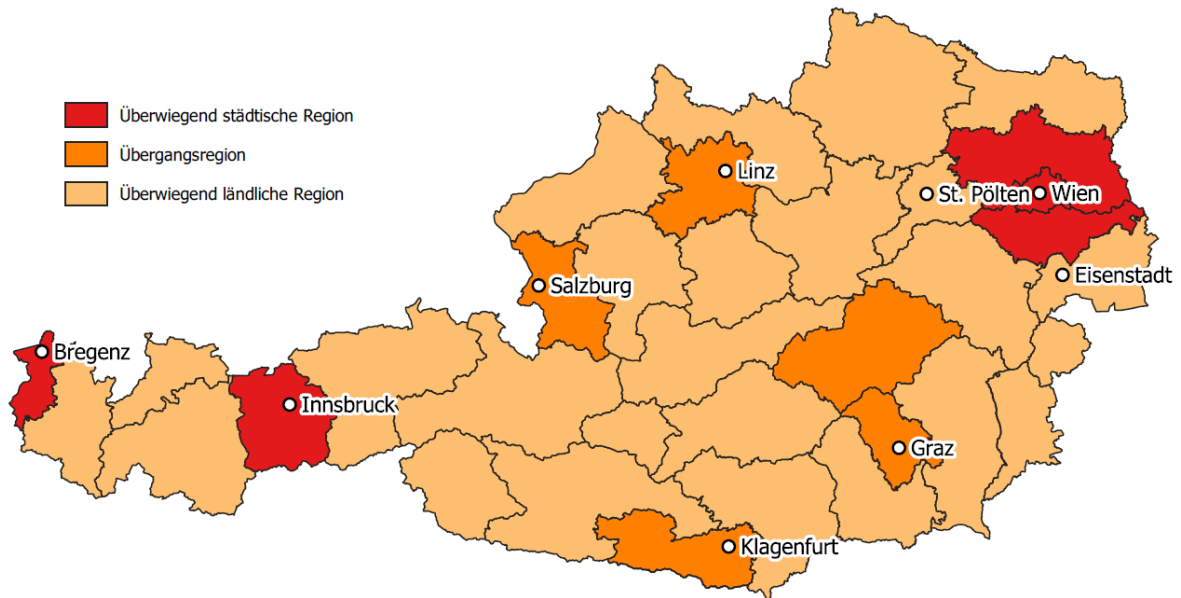 Überwiegend städtische Region
Übergangsregion
Überwiegend ländliche Region
Linz
St. Pölten
Wien
Salzburg
Eisenstadt
Bregenz
Innsbruck
Graz
Klagenfurt